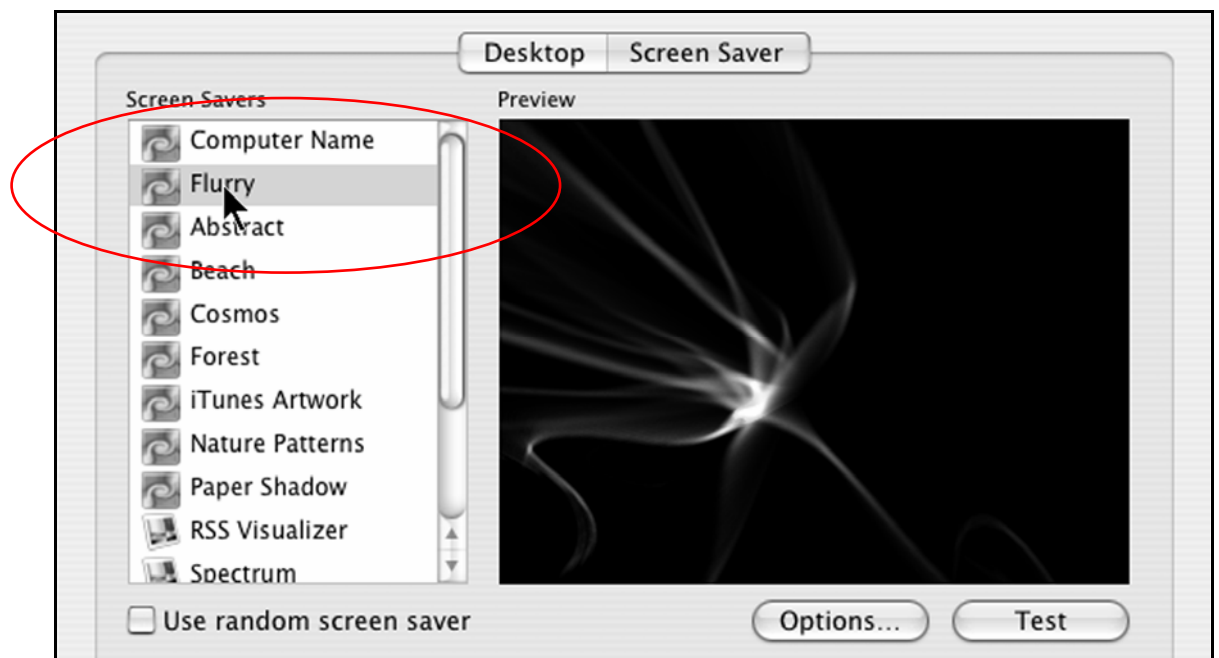 Desktop Screen Saver
Screen Savers
Preview
Computer Name
Flurry
Abstract
Beach
Cosmos
Forest
iTunes Artwork
Nature Patterns
Paper Shadow
RSS Visualizer
Spectrum
Use random screen saver
Options...
Test